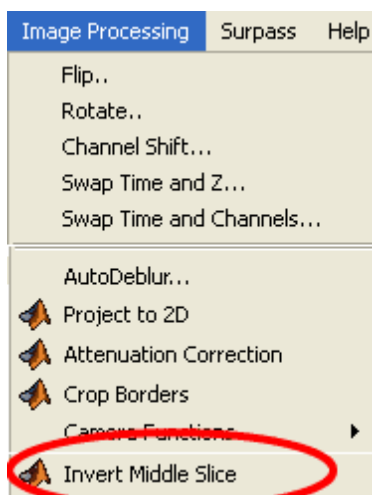 Image Processing Surpass Help
Flip..
Rotate..
Channel Shift...
Swap Time and Z...
Swap Time and Channels...
AutoDeblur...
Project to 2D
Attenuation Correction
Crop Borders
Camera Functions
Invert Middle Slice